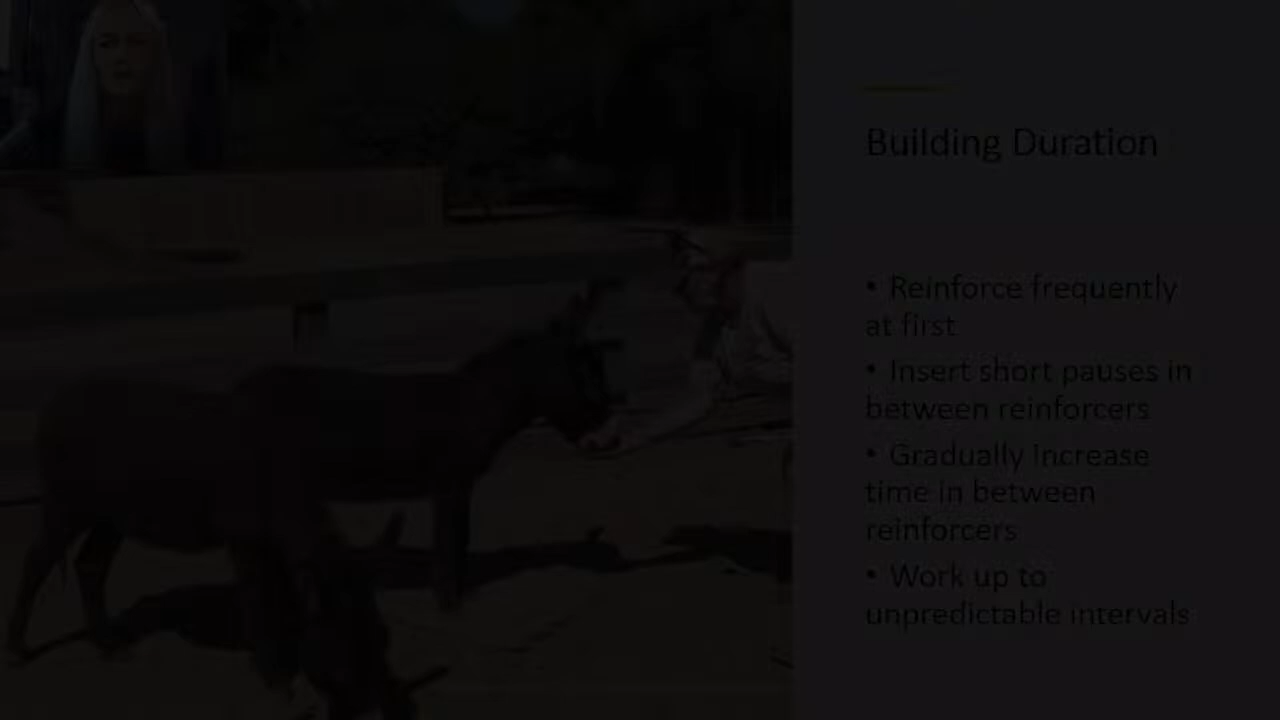 Building Duration
• Reinforce frequently
at first
• Insert short pauses in
between reinforcers
• Gradually increase
time in between
reinforcers
• Work up to
unpredictable intervals